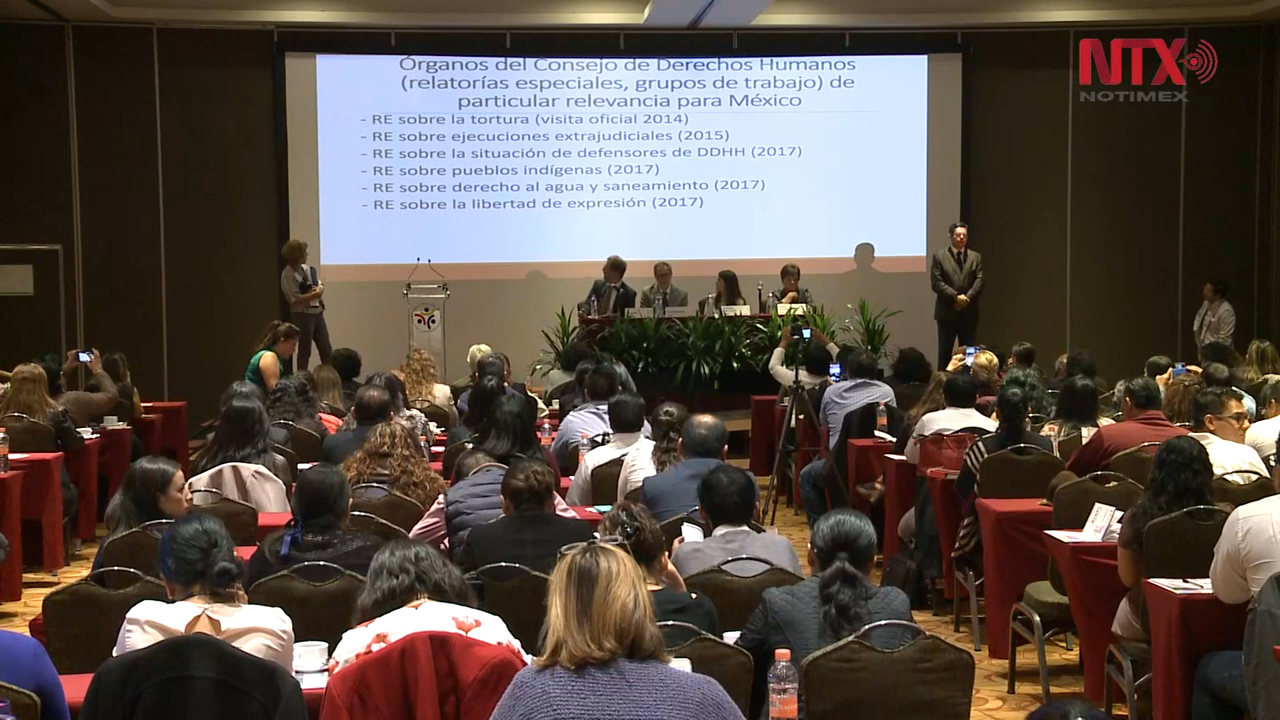 Órganos del Consejo de Derechos Humanos
(relatorías especiales, grupos de trabajo) de
particular relevancia para México
- RE sobre la tortura (visita oficial 2014)
- RE sobre ejecuciones extrajudiciales (2015)
- RE sobre la situación de defensores de DDHH (2017)
- RE sobre pueblos indígenas (2017)
- RE sobre derecho al agua y saneamiento (2017)
- RE sobre la libertad de expresión (2017)
NTX
NOTIMEX